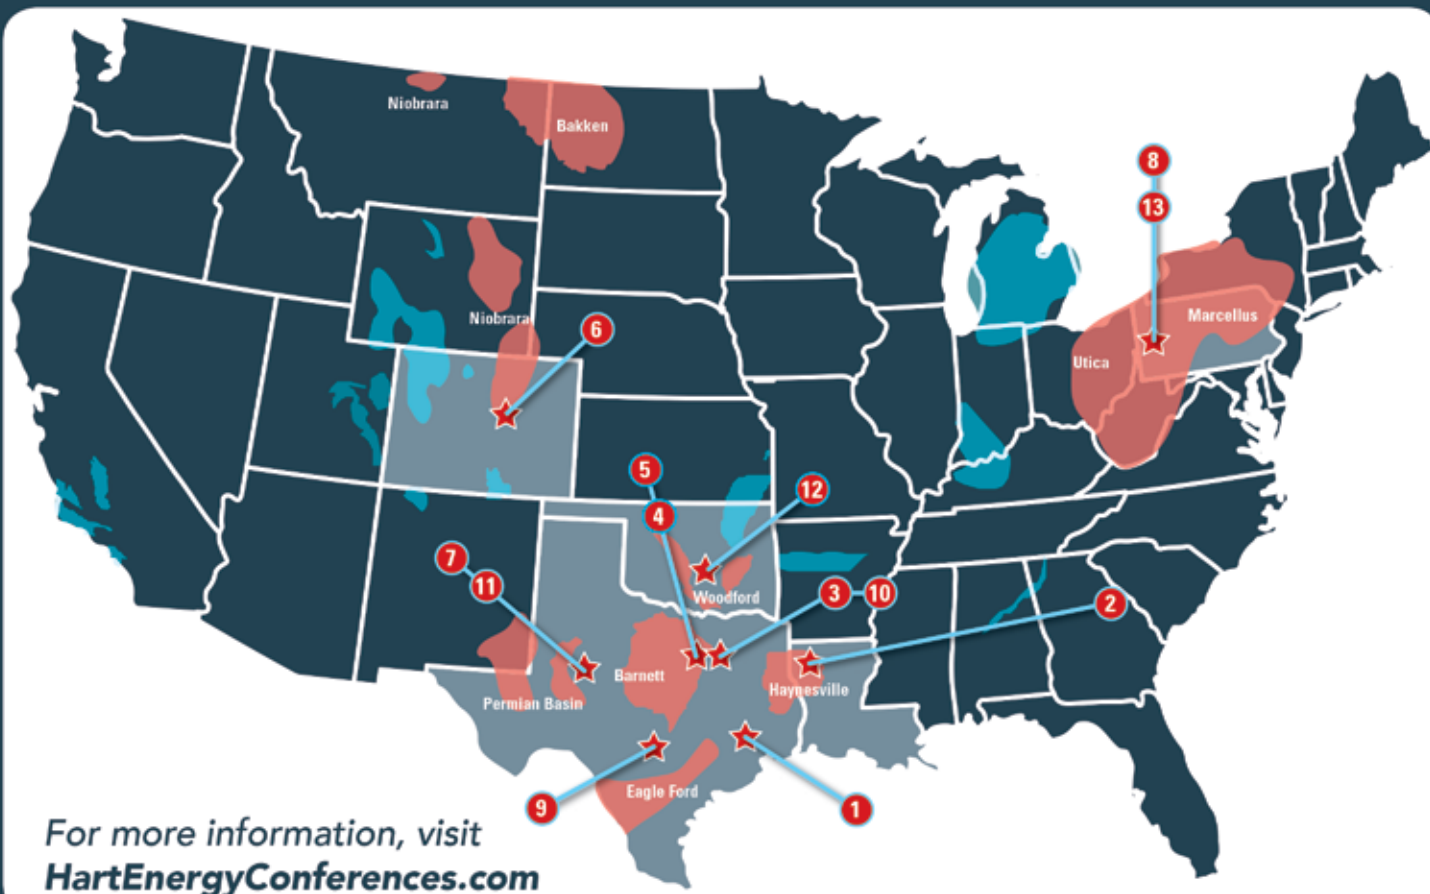 Niobrara
Bakken
8
13
Niobrara
6
Marcellus
Utica
5
12
4
7
11
Woodford
3
10
2
Barnett
Haynesville
Permian Basin
Eagle Ford
9
1
For more information, visit
HartEnergyConferences.com